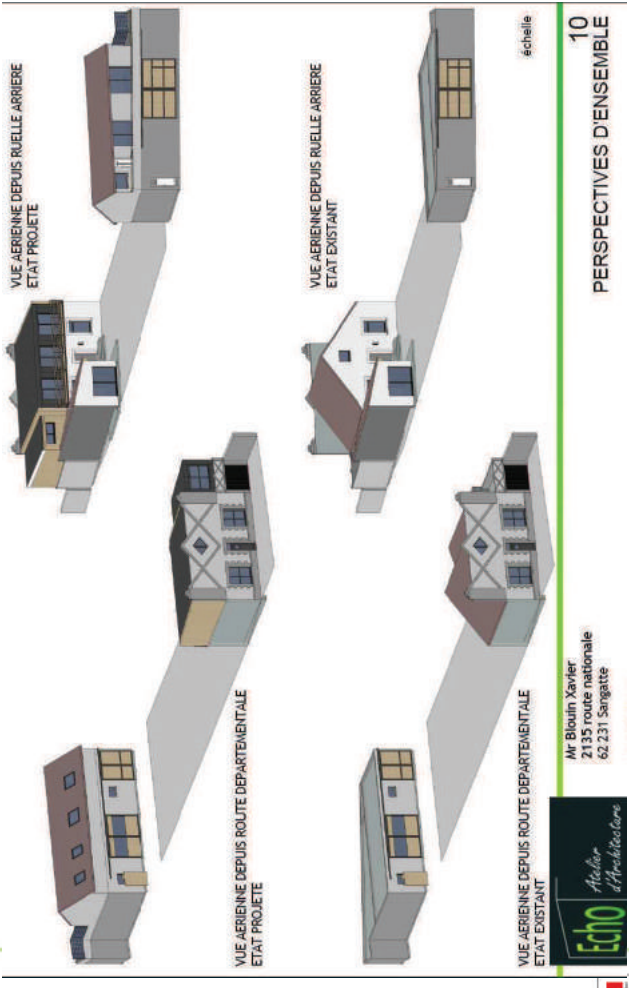 VUE AERIENNE DEPUIS ROUTE DEPARTEMENTALE
ETAT PROJETE
VUE AERIENNE DEPUIS RUELLE ARRIERE
ETAT PROJETE
VUE AERIENNE DEPUIS ROUTE DEPARTEMENTALE
ETAT EXISTANT
VUE AERIENNE DEPUIS RUELLE ARRIERE
ETAT EXISTANT
échelle
Echo Atelier
d'Architecture
Mr Blouin Xavier
2135 route nationale
62 231 Sangatte
10
PERSPECTIVES D'ENSEMBLE